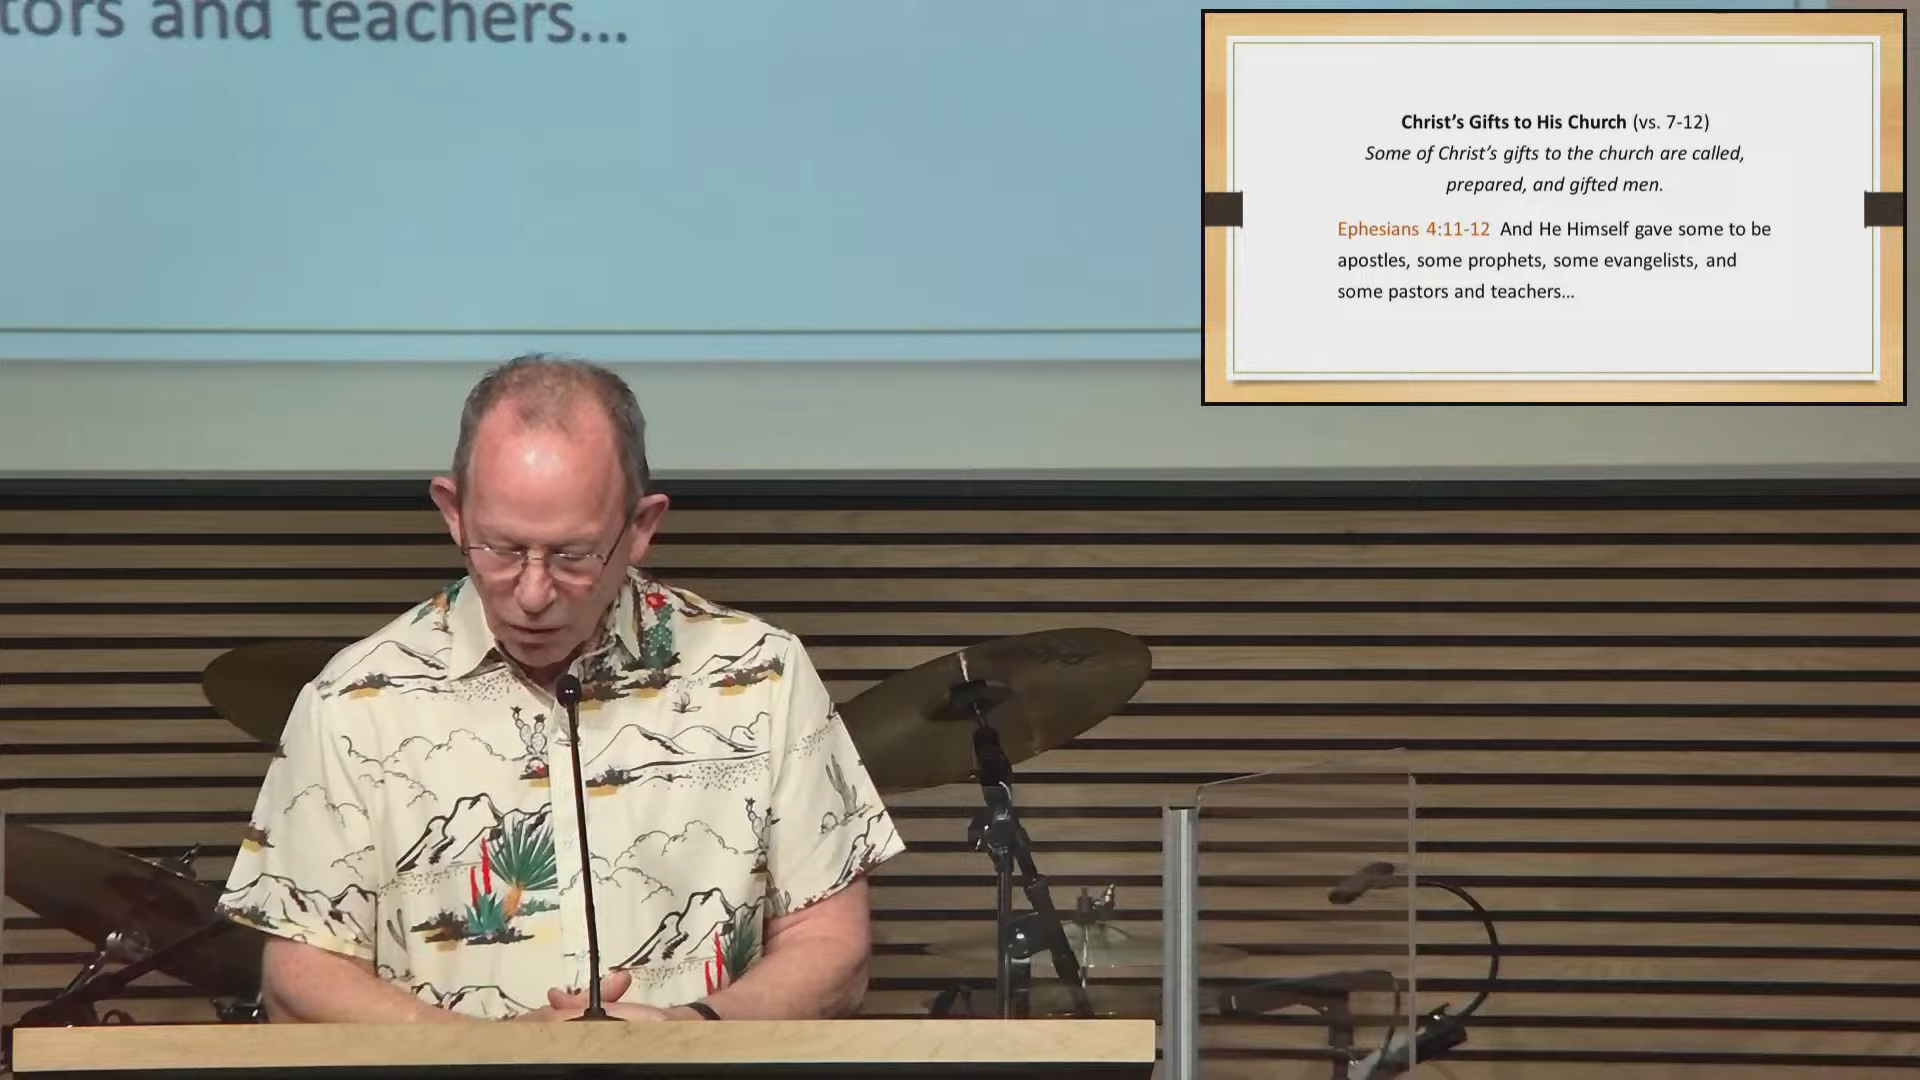 tors and teachers...
Christ's Gifts to His Church (vs. 7-12)
Some of Christ's gifts to the church are called,
prepared, and gifted men.
Ephesians 4:11-12 And He Himself gave some to be
apostles, some prophets, some evangelists, and
some pastors and teachers...